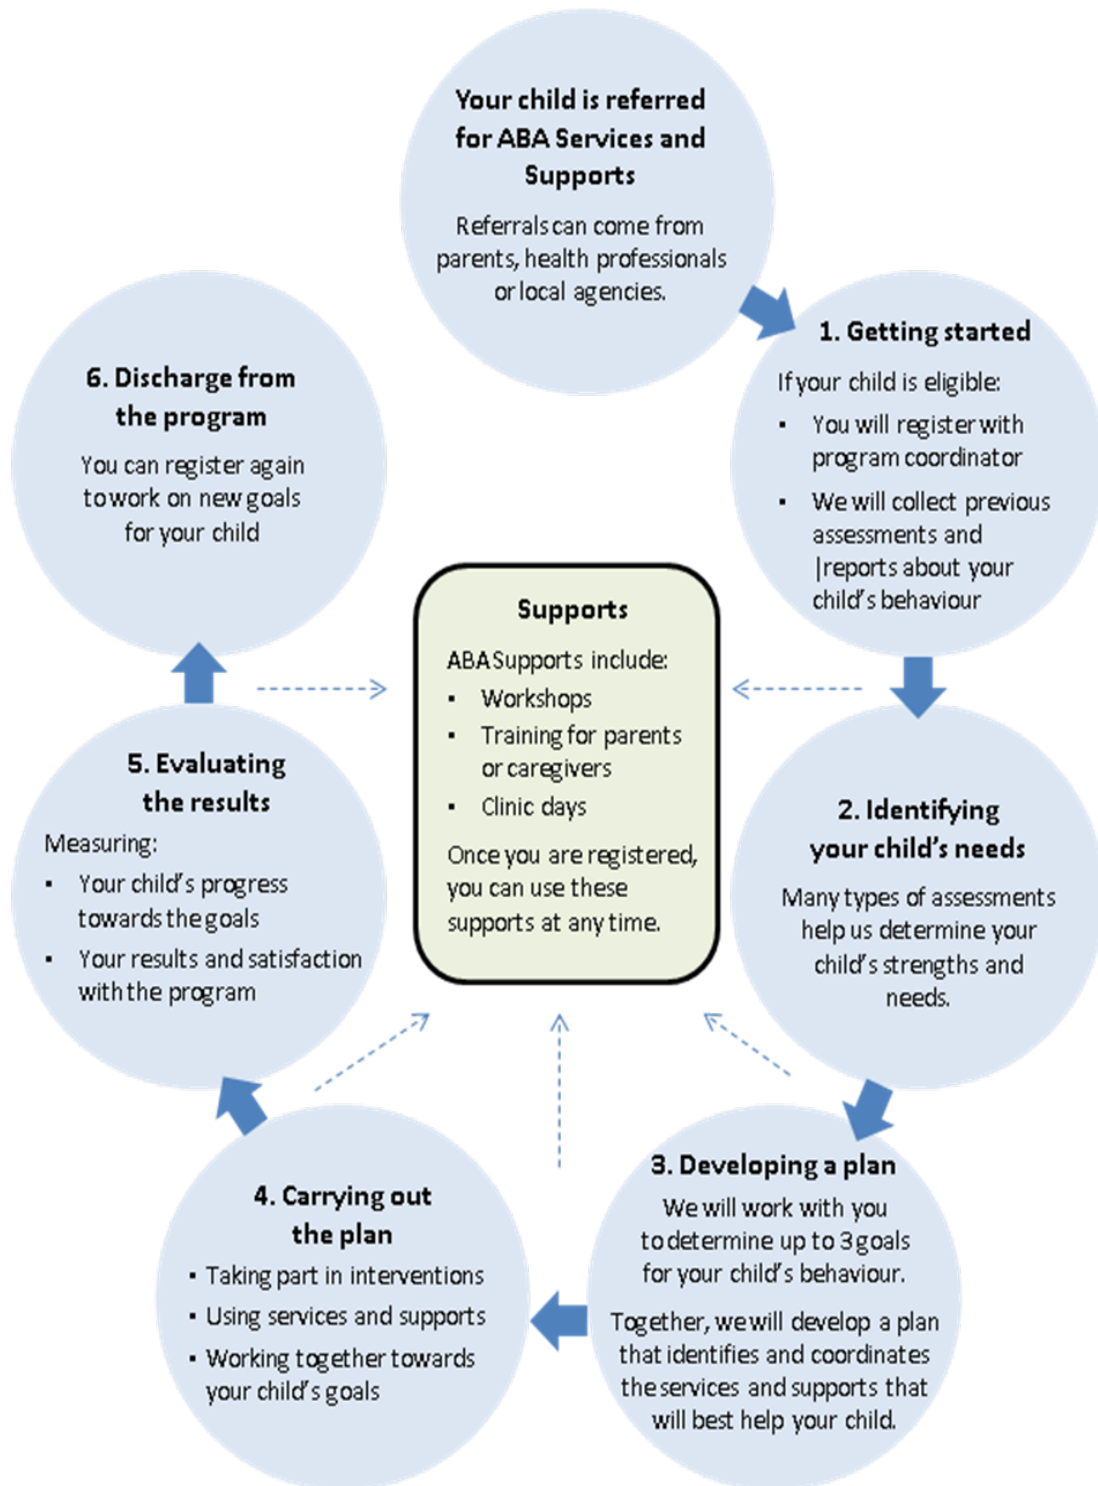 Your child is referred
for ABA Services and
Supports
Referrals can come from
parents, health professionals
or local agencies.
1. Getting started
If your child is eligible:
▪ You will register with
program coordinator
▪ We will collect previous
assessments and
|reports about your
child's behaviour
2. Identifying
your child's needs
Many types of assessments
help us determine your
child's strengths and
needs.
3. Developing a plan
We will work with you
to determine up to 3 goals
for your child's behaviour.
Together, we will develop a plan
that identifies and coordinates
the services and supports that
will best help your child.
4. Carrying out
the plan
▪ Taking part in interventions
▪ Using services and supports
▪ Working together towards
your child's goals
5. Evaluating
the results
Measuring:
▪ Your child's progress
towards the goals
▪ Your results and satisfaction
with the program
6. Discharge from
the program
You can register again
to work on new goals
for your child
Supports
ABA Supports include:
▪ Workshops
▪ Training for parents
or caregivers
▪ Clinic days
Once you are registered,
you can use these
supports at any time.